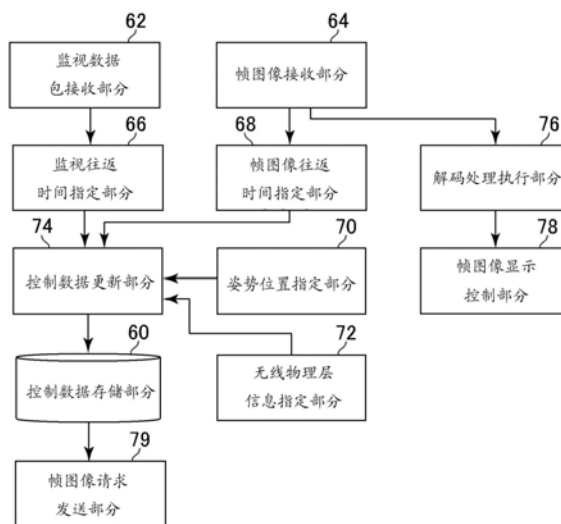 62
64
监视数据
包接收部分
帧图像接收部分
66
68
76
监视往返
时间指定部分
帧图像往返
时间指定部分
解码处理执行部分
74
70
78
控制数据更新部分
姿势位置指定部分
帧图像显示
控制部分
60
72
控制数据存储部分
无线物理层
信息指定部分
79
帧图像请求
发送部分